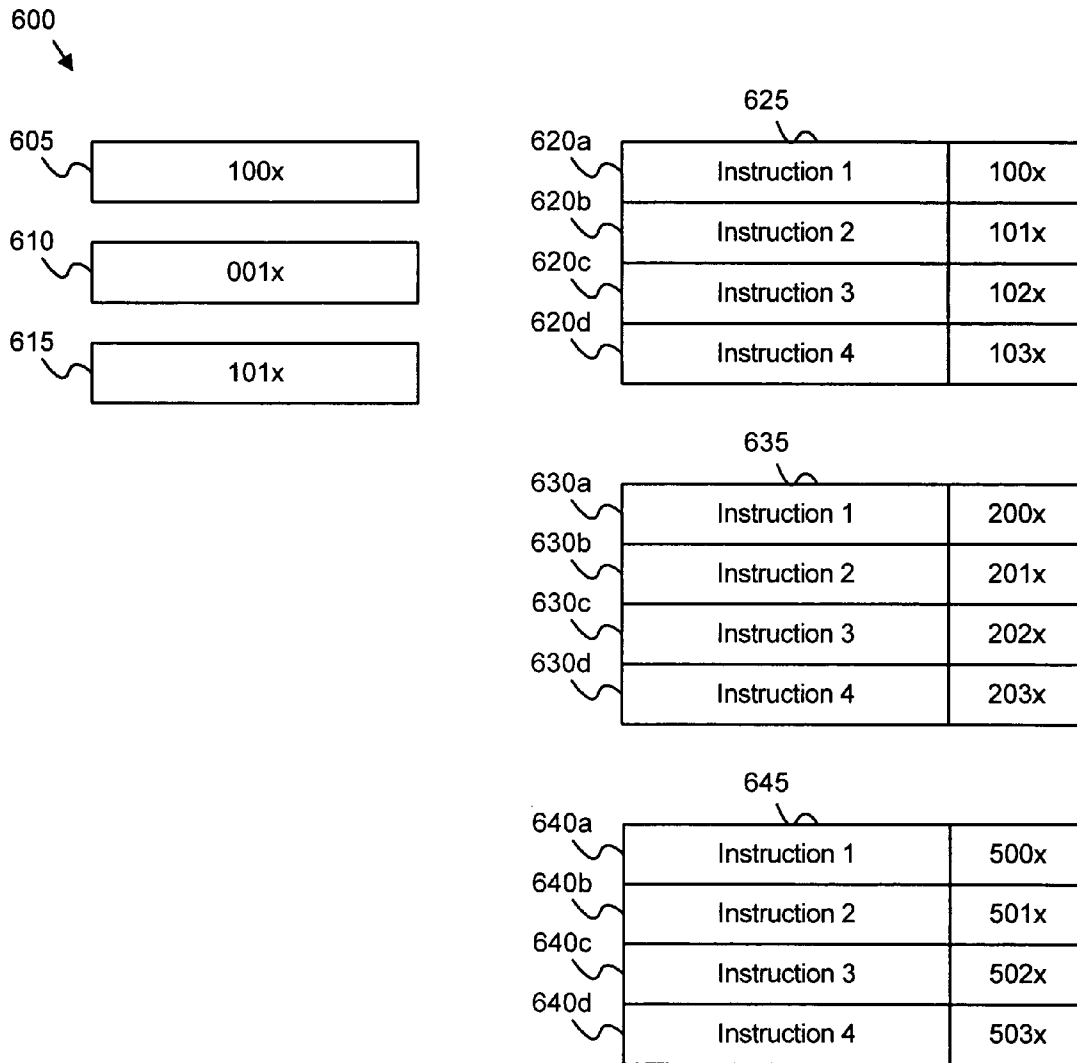 600
605
100x
610
001x
615
101x
625
620a
Instruction 1 100x
620b
Instruction 2 101x
620c
Instruction 3 102x
620d
Instruction 4 103x
635
630a
Instruction 1 200x
630b
Instruction 2 201x
630c
Instruction 3 202x
630d
Instruction 4 203x
645
640a
Instruction 1 500x
640b
Instruction 2 501x
640c
Instruction 3 502x
640d
Instruction 4 503x